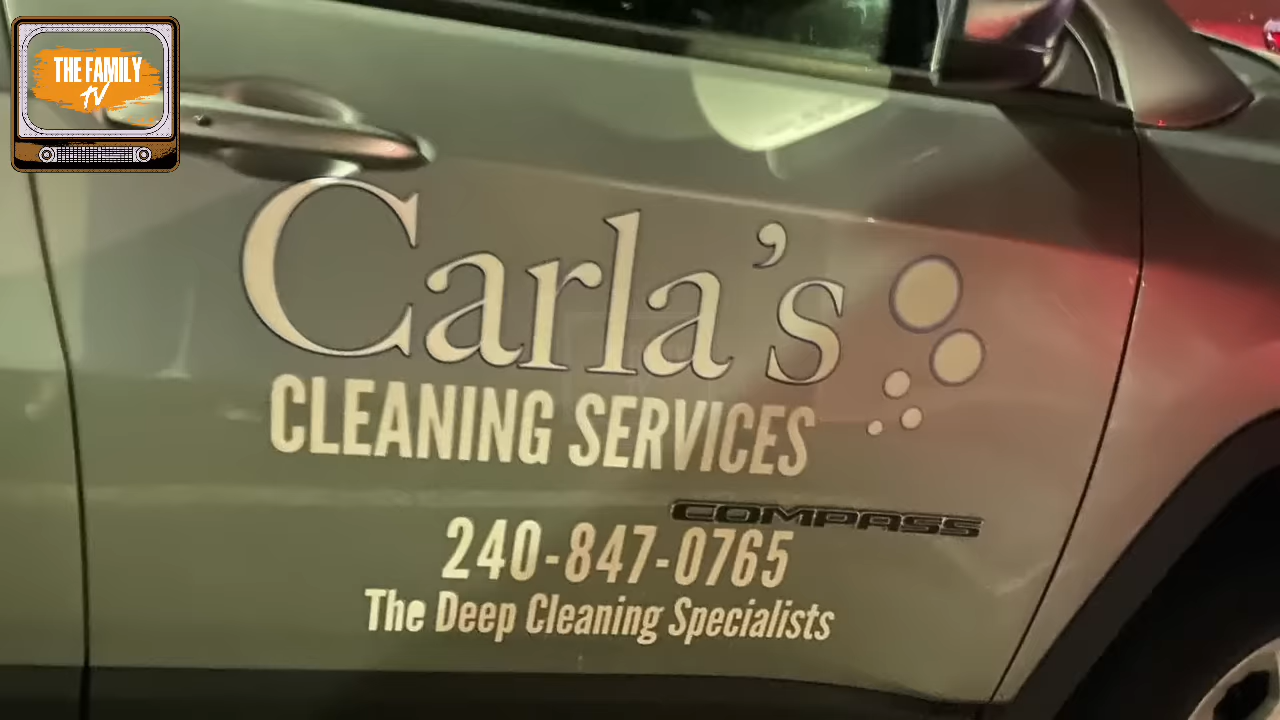 THE FAMILY
TV
Carla's
CLEANING SERVICES
COMPASS
240-847-0765
The Deep Cleaning Specialists